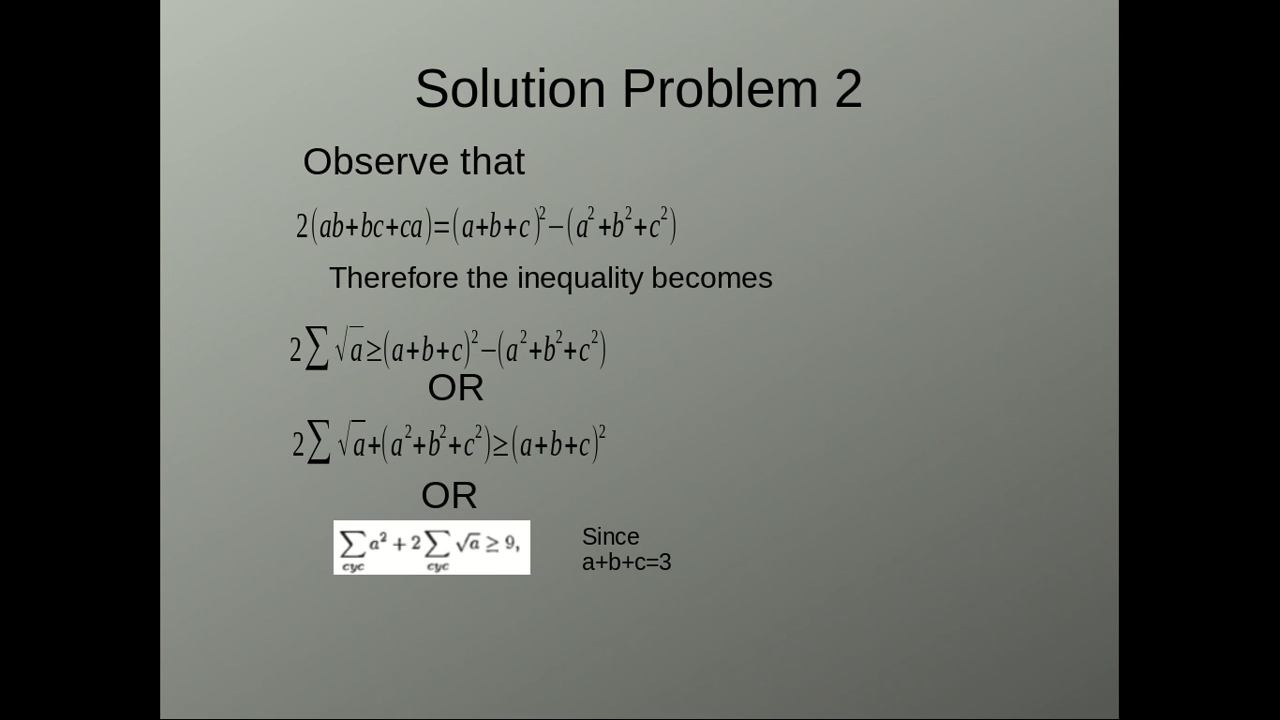 Solution Problem 2
Observe that
2(ab+bc+ca)=(a+b+c)²−(a²+b²+c²)
Therefore the inequality becomes
2∑√a≥(a+b+c)²−(a²+b²+c²)
OR
2∑√a+(a²+b²+c²)≥(a+b+c)²
OR
∑cyc a² + 2 ∑cyc √a ≥ 9,
Since
a+b+c=3